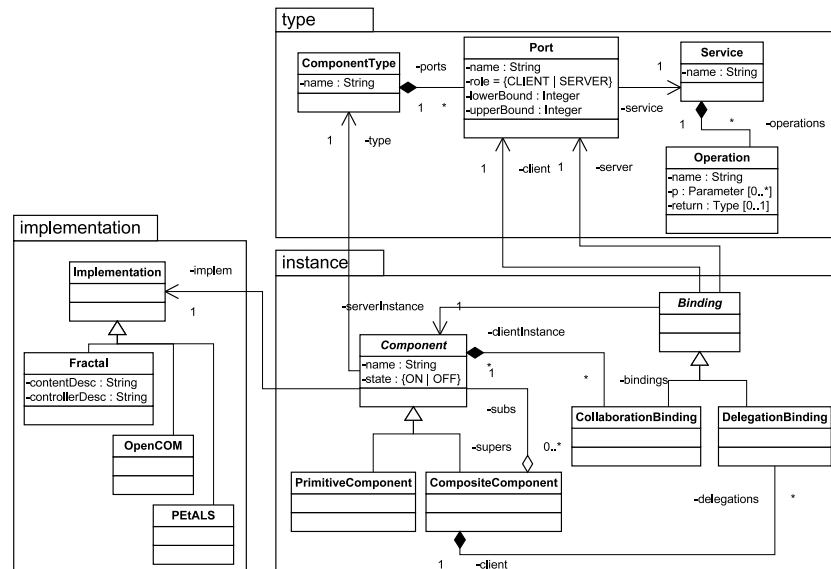 type
ComponentType
-name : String
-ports
1
*
Port
-name : String
-role = {CLIENT | SERVER}
-lowerBound : Integer
-upperBound : Integer
1
-service
Service
-name : String
1
*
-operations
Operation
-name : String
-p : Parameter [0..*]
-return : Type [0..1]
1
-type
1
-client
1
-server
implementation
Implementation
-implem
1
Fractal
-contentDesc : String
-controllerDesc : String
OpenCOM
PEtALS
instance
-serverInstance
1
Binding
Component
-name : String
-state : {ON | OFF}
-clientInstance
*
1
*
-bindings
CollaborationBinding
DelegationBinding
-subs
-supers
0..*
PrimitiveComponent
CompositeComponent
-delegations
*
1
-client